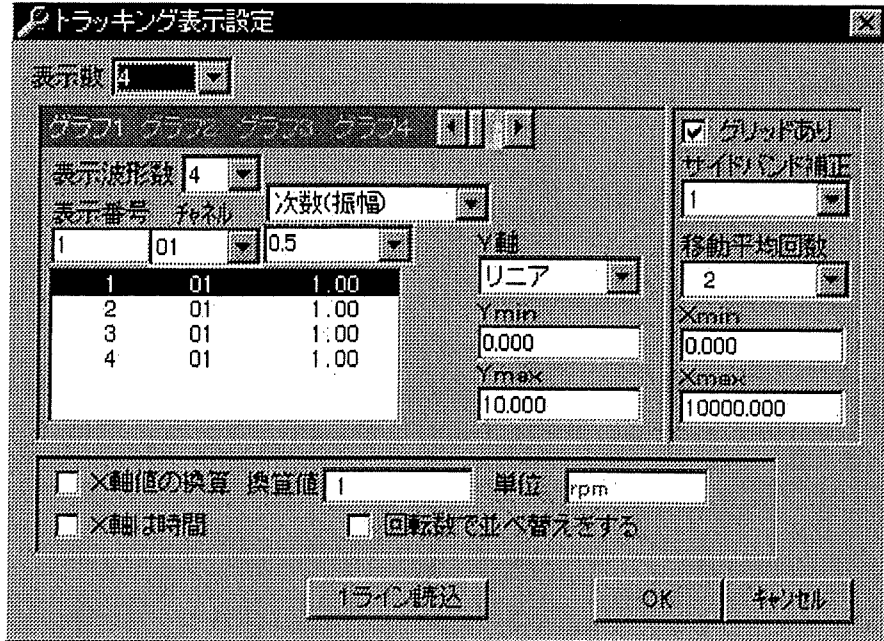 トラッキング表示設定
表示数 4
グラフ1 グラフ2 グラフ3 グラフ4
表示波形数 4
表示番号 チャネル 次数(振幅)
1 01 0.5
1 01 1.00
2 01 1.00
3 01 1.00
4 01 1.00
Y軸
リニア
Ymin
0.000
Ymax
10.000
グリッドあり
サイドバンド補正
1
移動平均回数
2
Xmin
0.000
Xmax
10000.000
X軸値の換算 換算値 1 単位 rpm
X軸は時間 回転数で並べ替えをする
1ライン読込 OK キャンセル